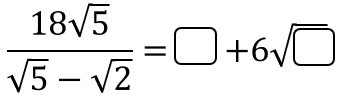 18√5 / (√5 − √2) = □ + 6√□